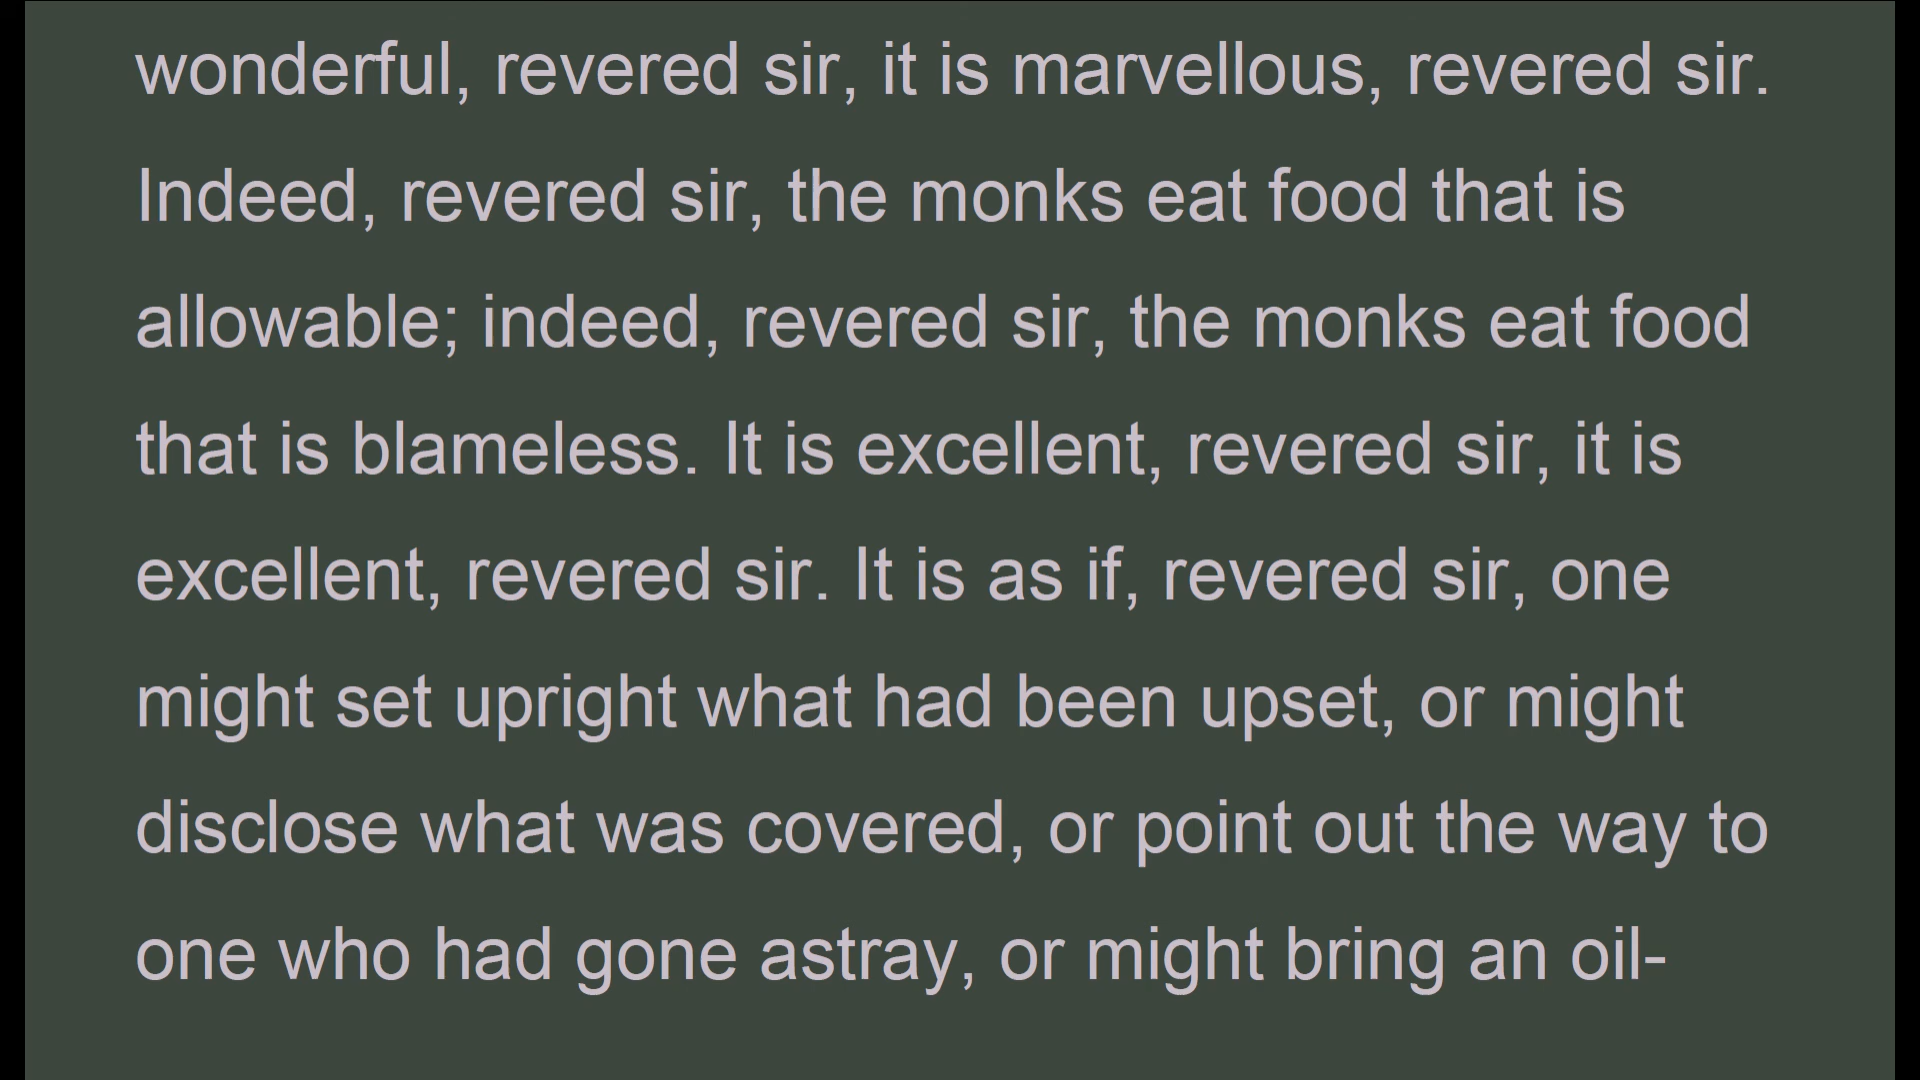 wonderful, revered sir, it is marvellous, revered sir.
Indeed, revered sir, the monks eat food that is
allowable; indeed, revered sir, the monks eat food
that is blameless. It is excellent, revered sir, it is
excellent, revered sir. It is as if, revered sir, one
might set upright what had been upset, or might
disclose what was covered, or point out the way to
one who had gone astray, or might bring an oil-